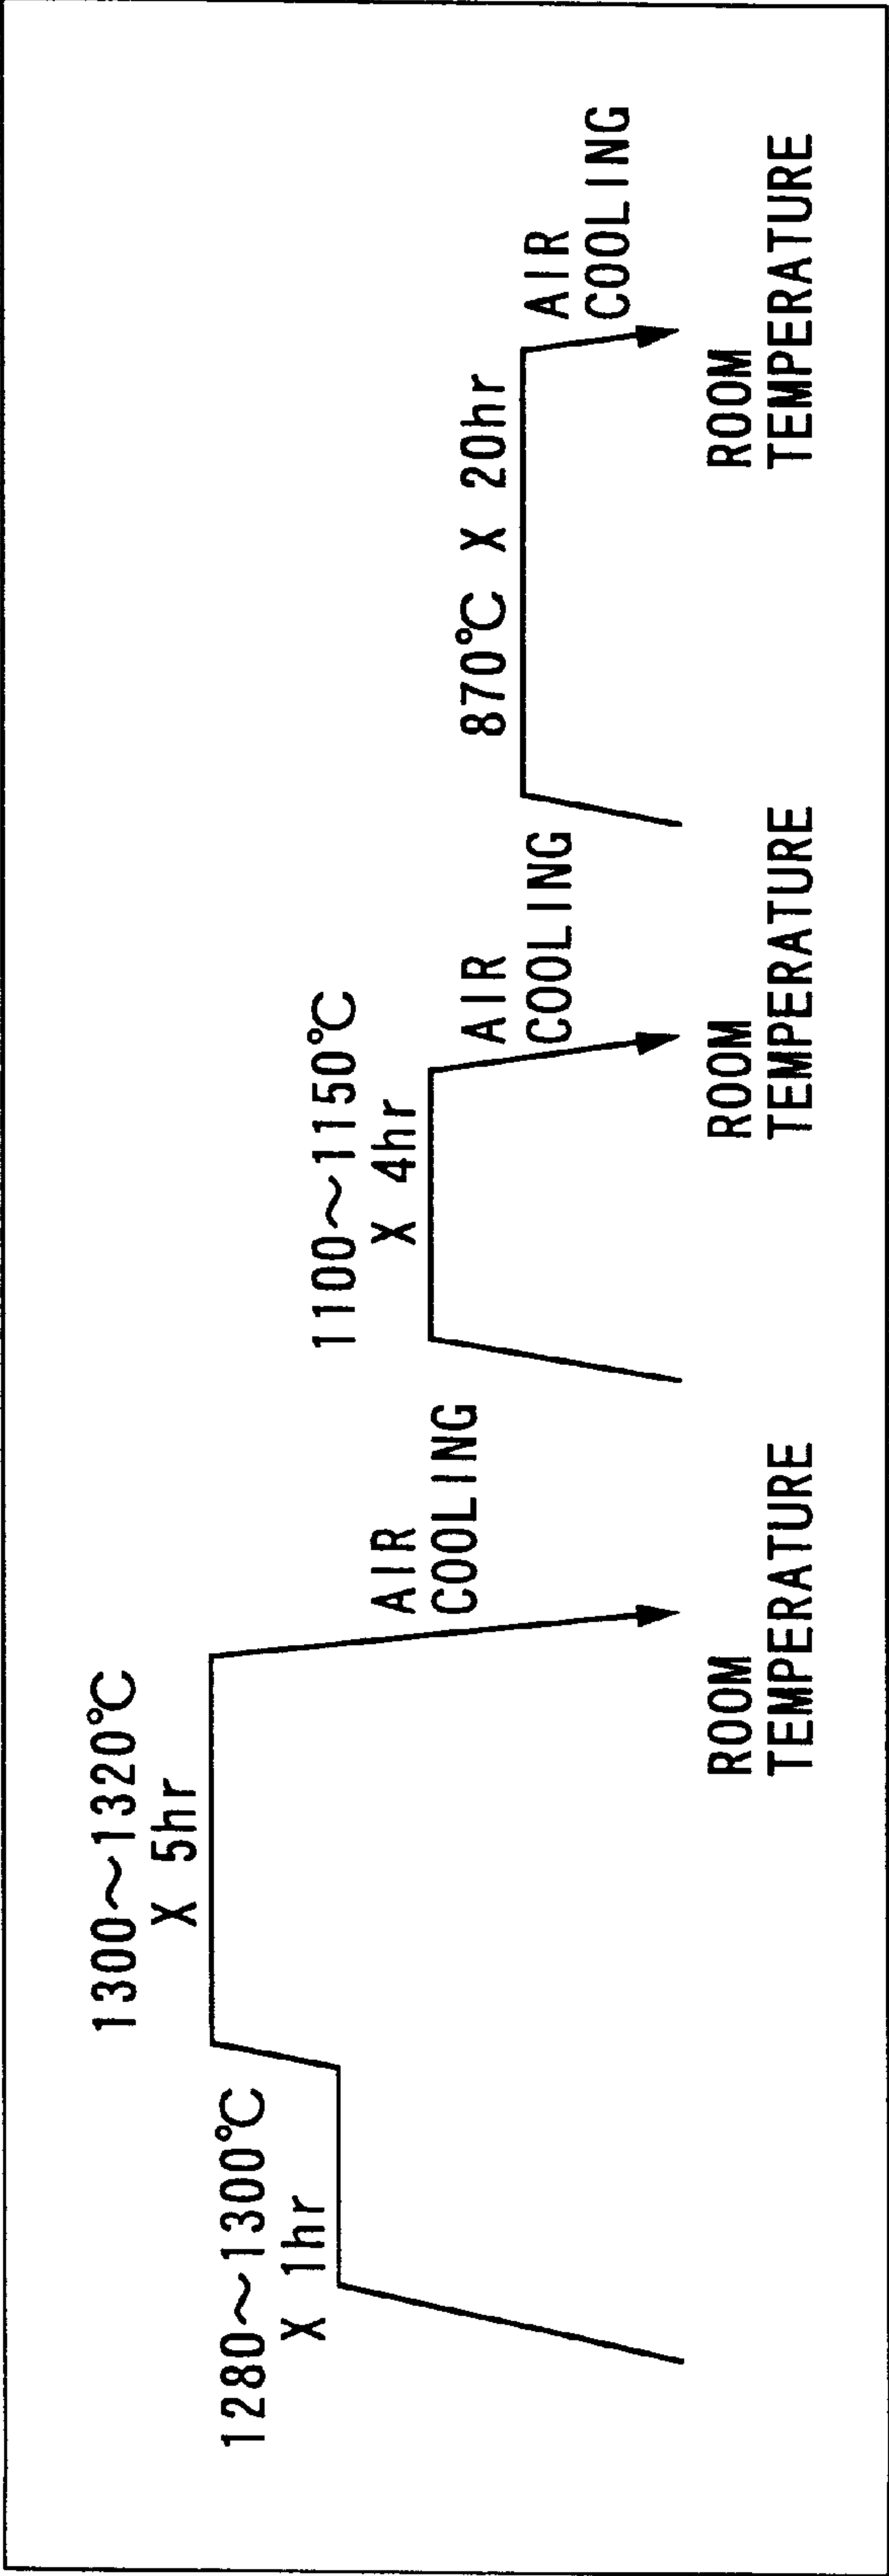 1280～1300℃
X 1hr
1300～1320℃
X 5hr
AIR
COOLING
ROOM
TEMPERATURE
1100～1150℃
X 4hr
AIR
COOLING
ROOM
TEMPERATURE
870℃ X 20hr
AIR
COOLING
ROOM
TEMPERATURE